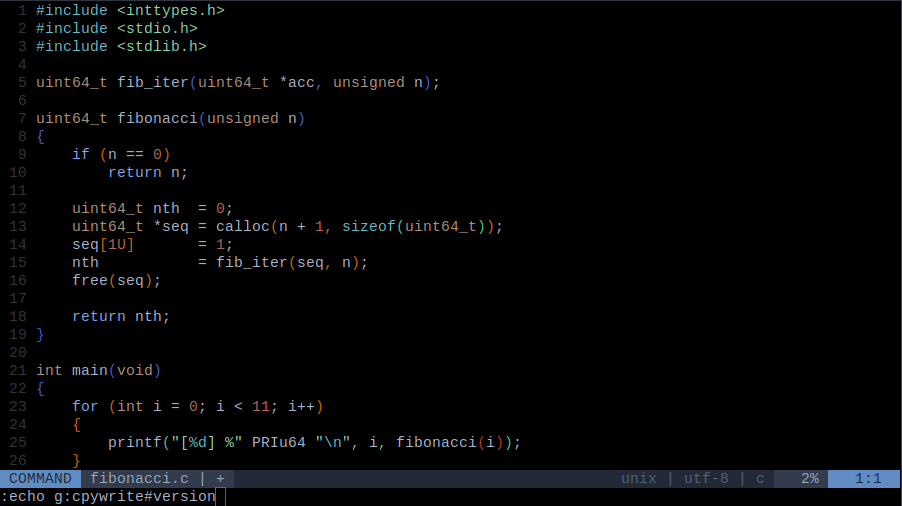 1 #include <inttypes.h>
2 #include <stdio.h>
3 #include <stdlib.h>
4
5 uint64_t fib_iter(uint64_t *acc, unsigned n);
6
7 uint64_t fibonacci(unsigned n)
8 {
9     if (n == 0)
10         return n;
11
12     uint64_t nth  = 0;
13     uint64_t *seq = calloc(n + 1, sizeof(uint64_t));
14     seq[1U]       = 1;
15     nth           = fib_iter(seq, n);
16     free(seq);
17
18     return nth;
19 }
20
21 int main(void)
22 {
23     for (int i = 0; i < 11; i++)
24     {
25         printf("[%d] %" PRIu64 "\n", i, fibonacci(i));
26     }
COMMAND  fibonacci.c | +  unix | utf-8 | c  2%  1:1
:echo g:cpywrite#version